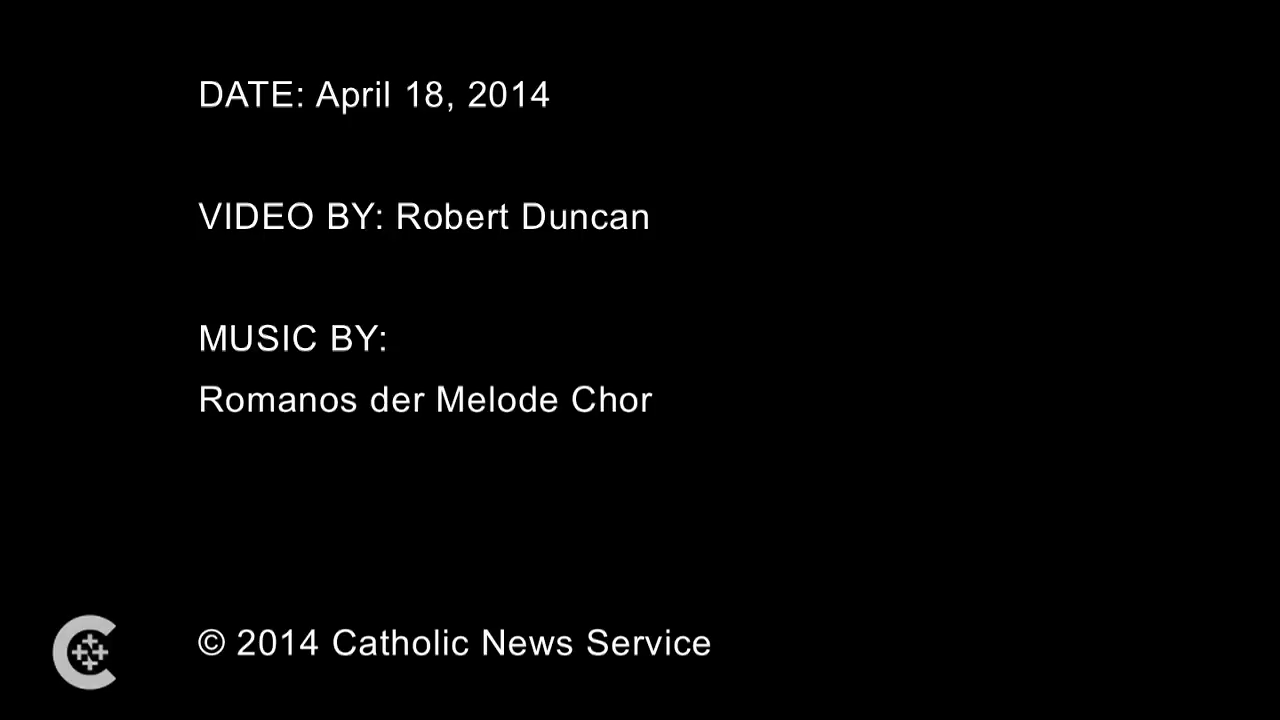 DATE: April 18, 2014
VIDEO BY: Robert Duncan
MUSIC BY:
Romanos der Melode Chor
© 2014 Catholic News Service